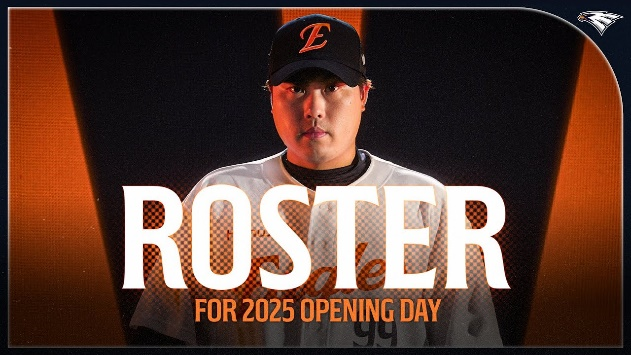 E
ROSTER
FOR 2025 OPENING DAY
99